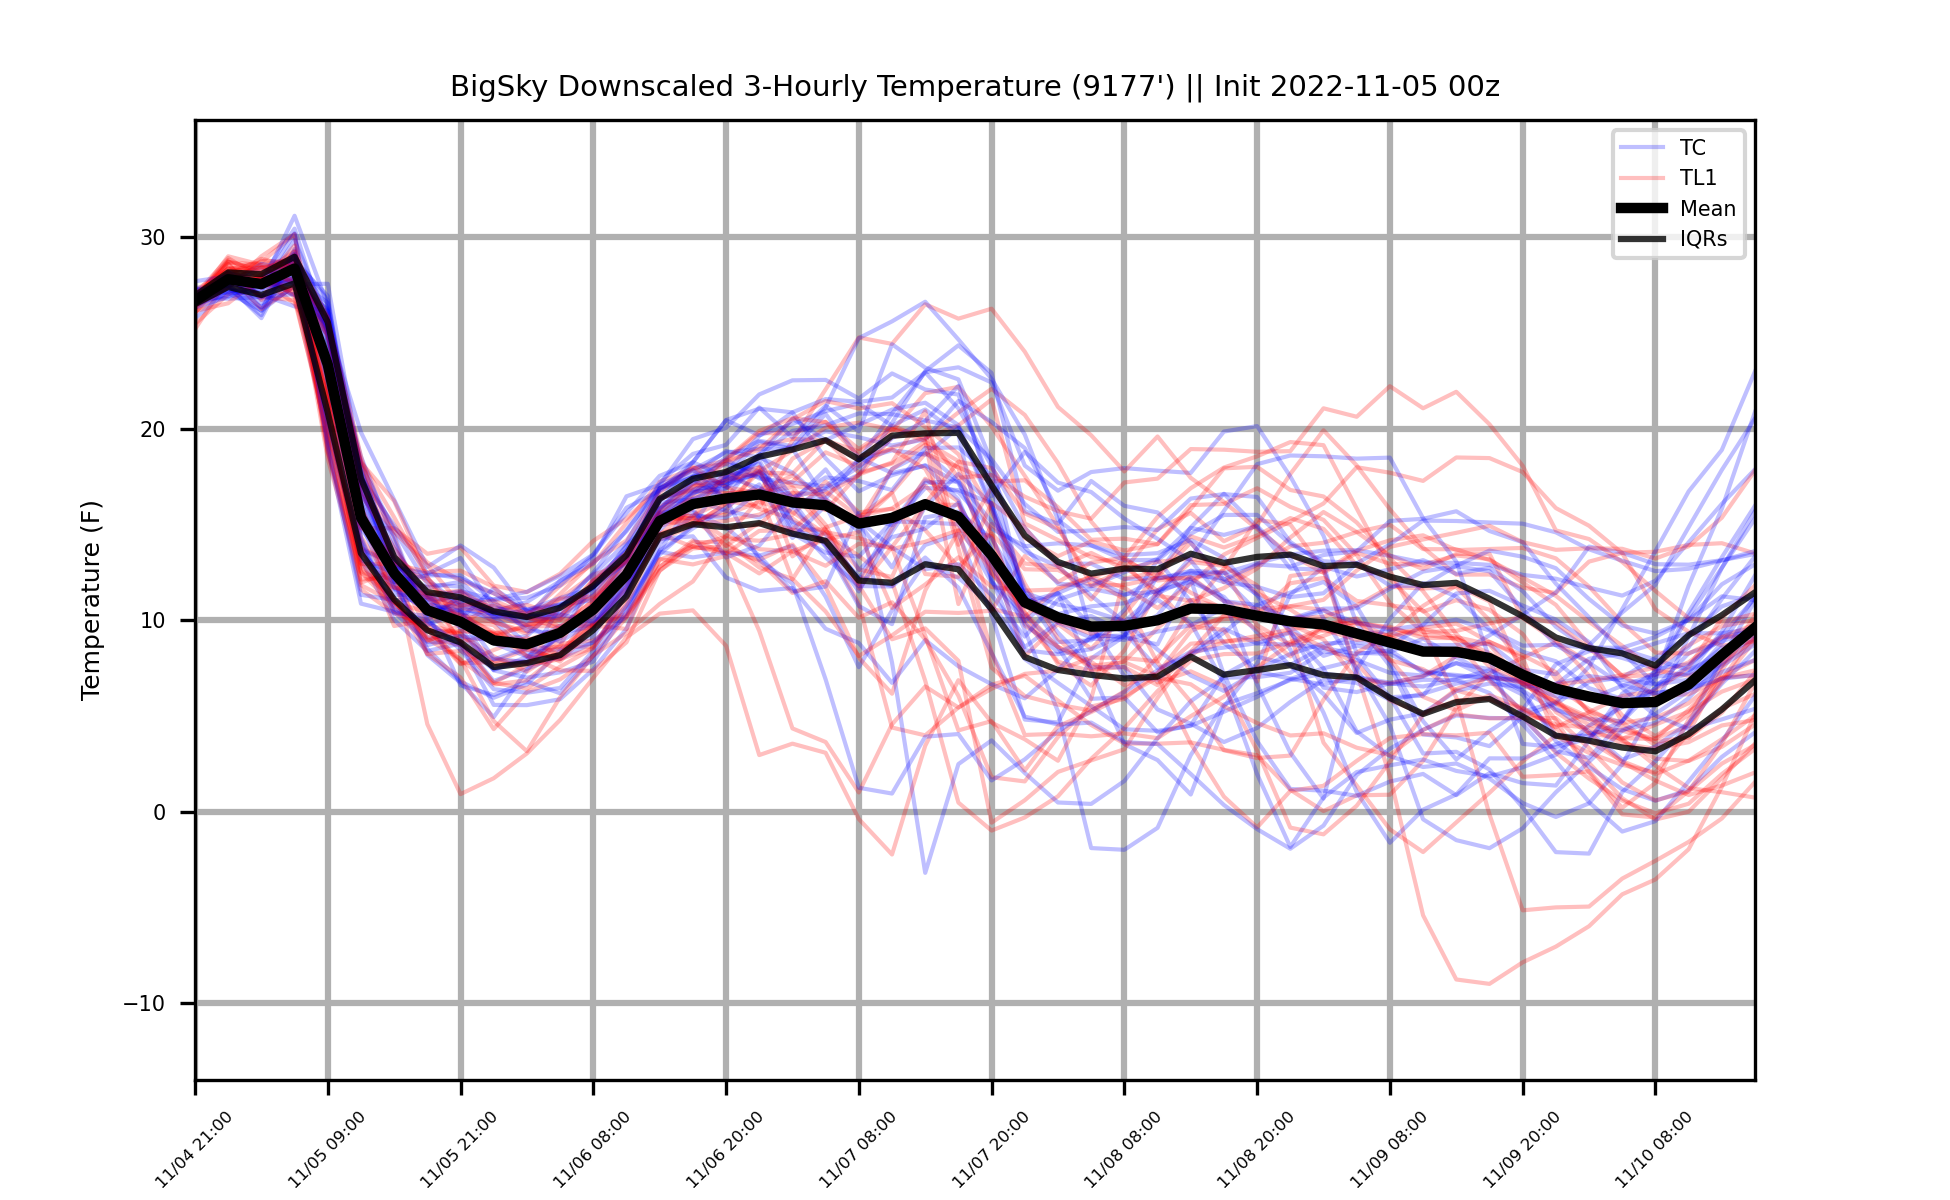 BigSky Downscaled 3-Hourly Temperature (9177') || Init 2022-11-05 00z
TC
TL1
Mean
IQRs
Temperature (F)
30
20
10
0
−10
11/04 21:00
11/05 09:00
11/05 21:00
11/06 08:00
11/06 20:00
11/07 08:00
11/07 20:00
11/08 08:00
11/08 20:00
11/09 08:00
11/09 20:00
11/10 08:00